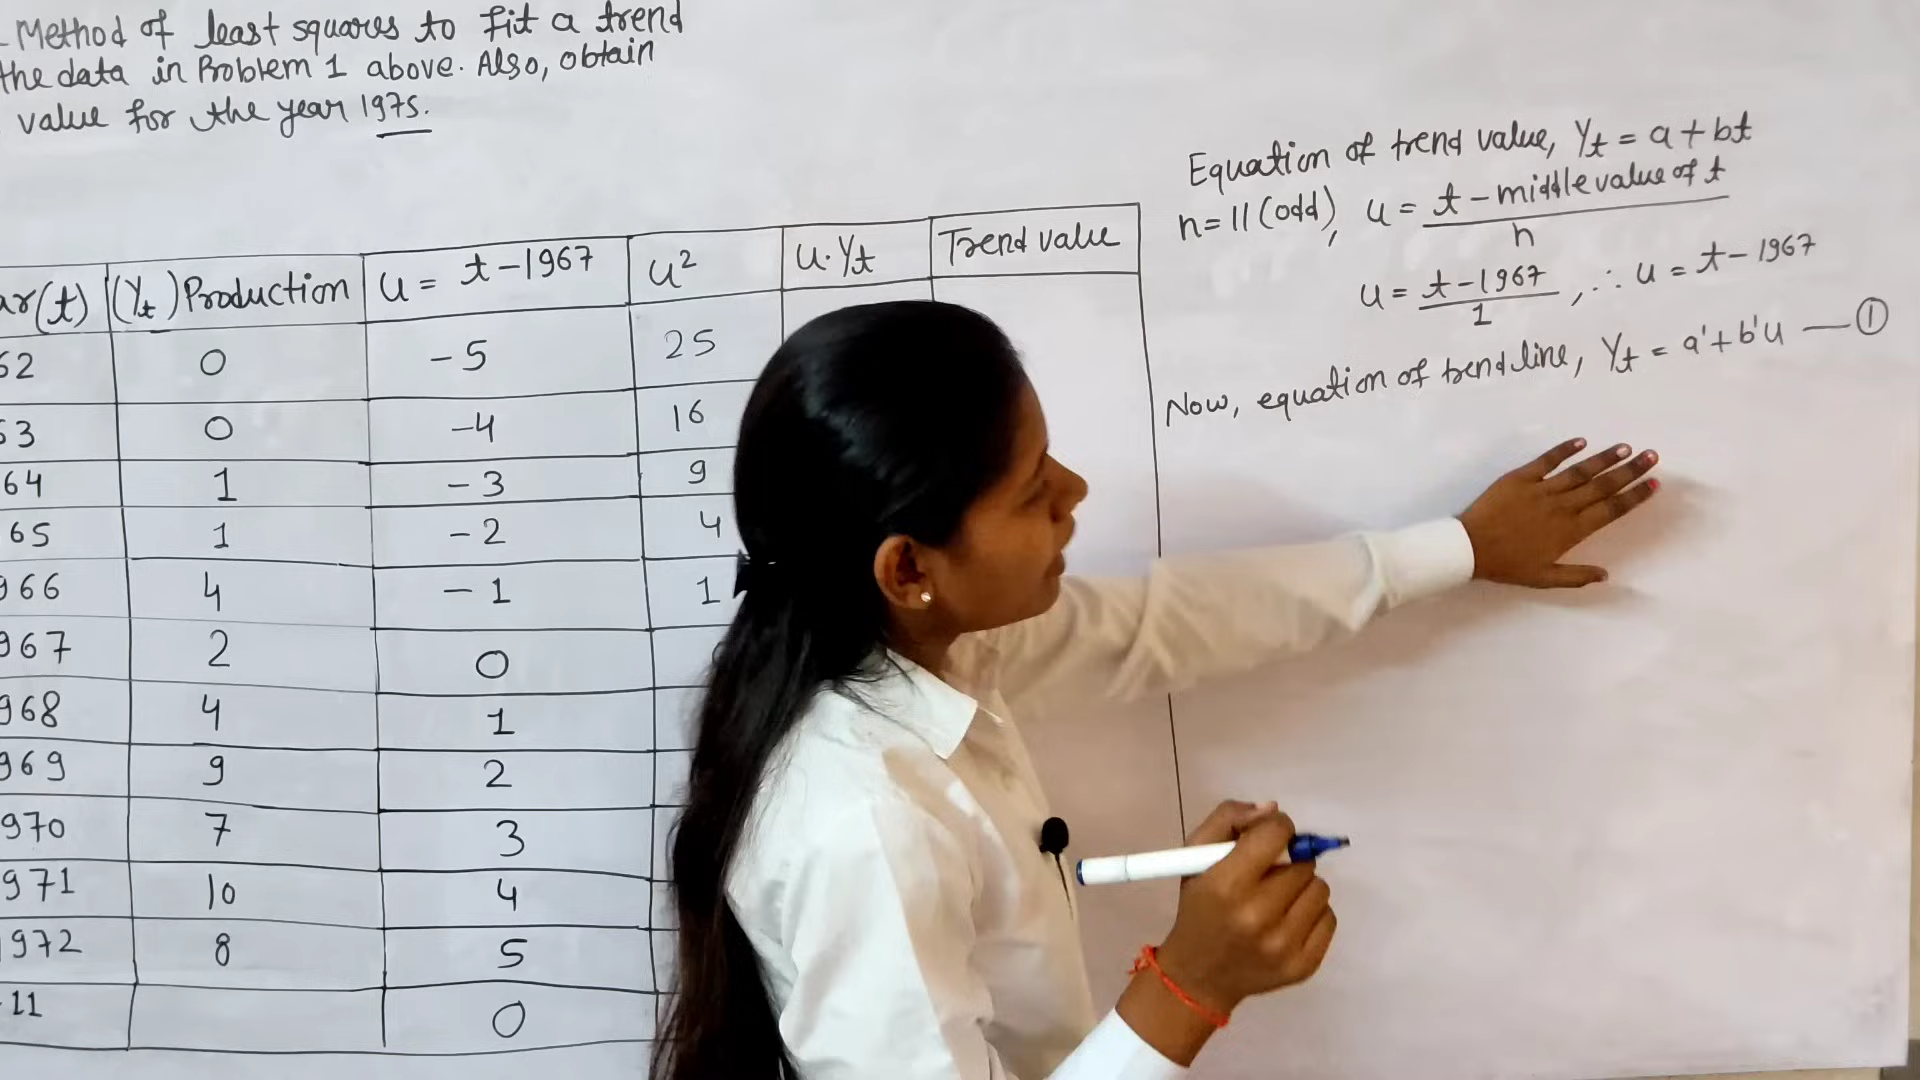 Method of least squares to fit a trend
the data in Problem 1 above. Also, obtain
value for the year 1975.
Equation of trend value, Yt = a + bt
n = 11 (odd), u = t - middle value of t / n
u = t - 1967 / 1, ∴ u = t - 1967
Now, equation of trend line, Yt = a' + b'u — ①
ar(t) (Yt) Production u = t - 1967 u² u.Yt Trend value
62 0 -5 25
63 0 -4 16
64 1 -3 9
65 1 -2 4
966 4 -1 1
967 2 0
968 4 1
969 9 2
970 7 3
971 10 4
1972 8 5
11 0